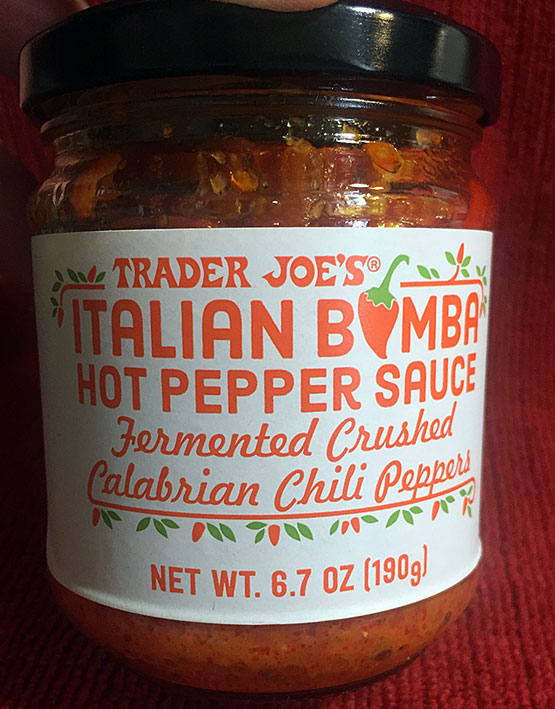 TRADER JOE'S®
ITALIAN BOMBA
HOT PEPPER SAUCE
Fermented Crushed
Calabrian Chili Peppers
NET WT. 6.7 OZ (190g)